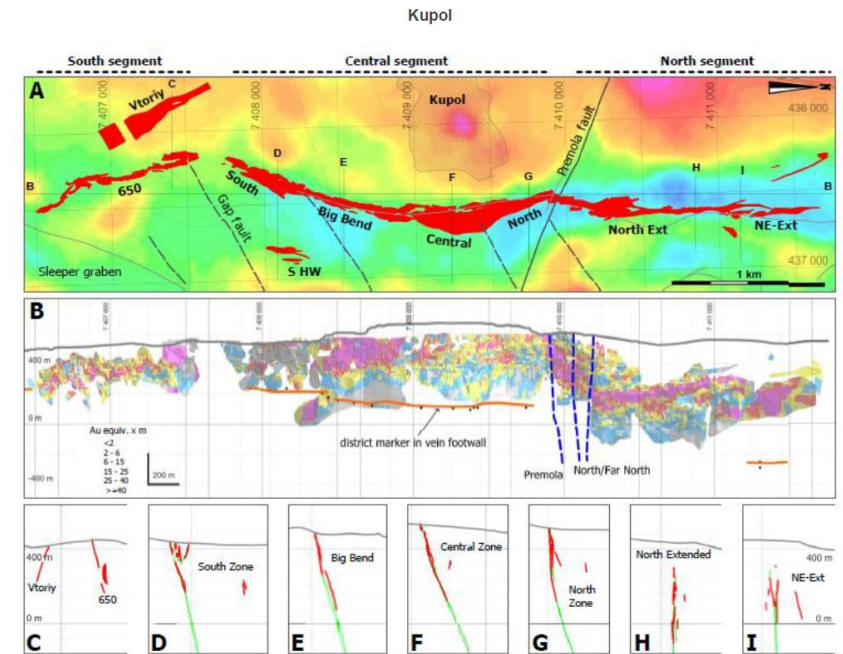 Kupol
South segment
Central segment
North segment
A
C
Vtoriy
7 407 000
7 408 000
7 409 000
Kupol
7 410 000
7 411 000
436 000
Premola fault
B
650
D
E
F
G
H
I
B
South
Gap fault
Big Bend
Central
North
North Ext
NE-Ext
Sleeper graben
S HW
1 km
437 000
B
400 m
0 m
-400 m
Au equiv. x m
<2
2 - 6
6 - 15
15 - 25
25 - 40
>=40
200 m
district marker in vein footwall
Premola
North/Far North
400 m
Vtoriy
650
0 m
C
South Zone
D
Big Bend
E
Central Zone
F
North
Zone
G
North Extended
H
400 m
NE-Ext
0 m
I